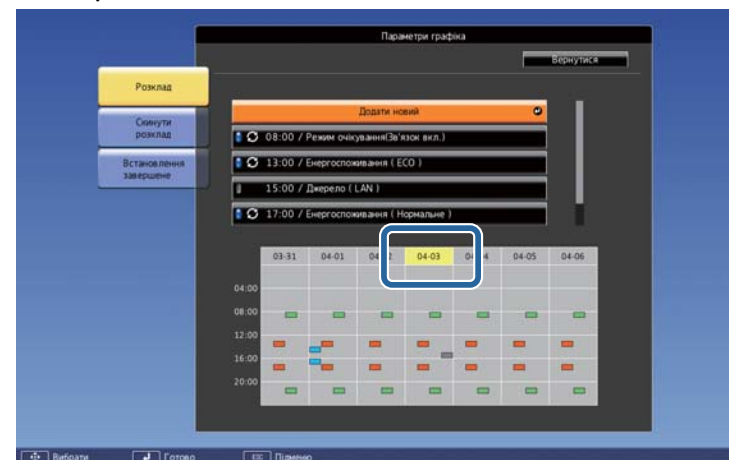 Параметри графіка
Вернутися
Розклад
Скинути
розклад
Встановлення
завершене
Додати новий
08:00 / Режим очікування(Зв'язок вкл.)
13:00 / Енергоспоживання ( ECO )
15:00 / Джерело ( LAN )
17:00 / Енергоспоживання ( Нормальне )
03-31 04-01 04-03 04-05 04-06
04:00
08:00
12:00
16:00
20:00
Вибрати Готово Esc Підменю